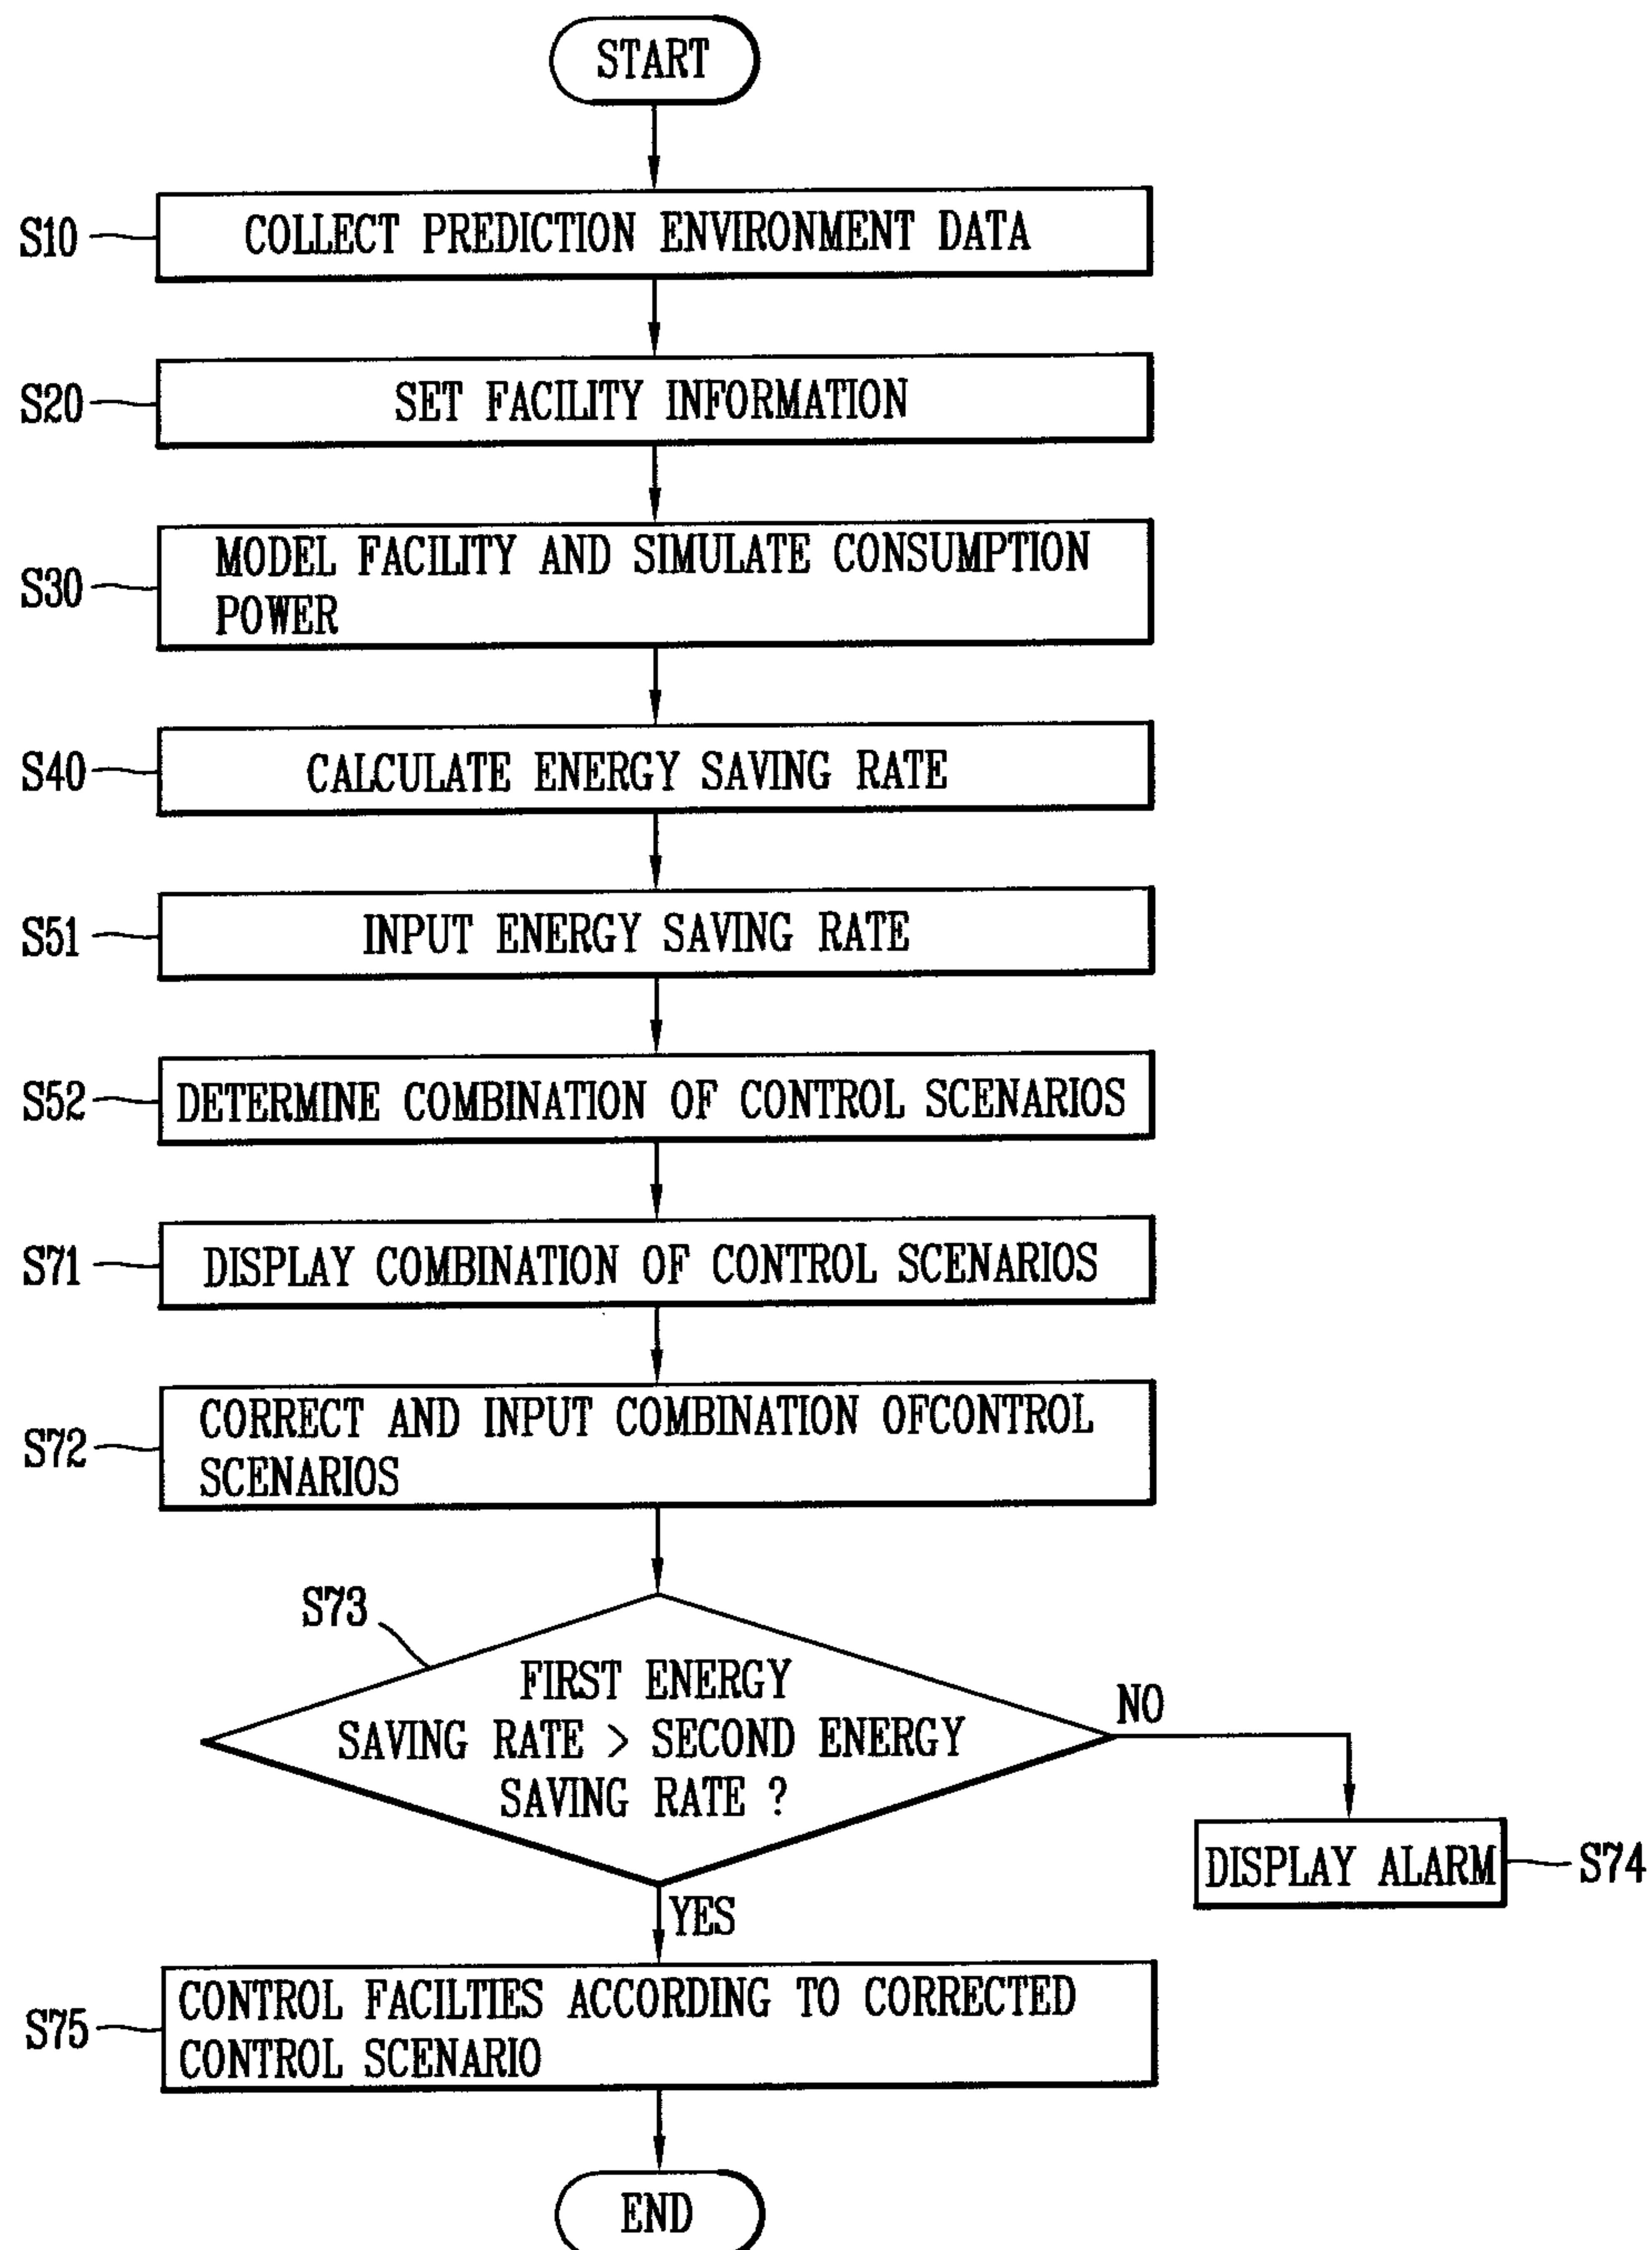 START
S10
COLLECT PREDICTION ENVIRONMENT DATA
S20
SET FACILITY INFORMATION
S30
MODEL FACILITY AND SIMULATE CONSUMPTION
POWER
S40
CALCULATE ENERGY SAVING RATE
S51
INPUT ENERGY SAVING RATE
S52
DETERMINE COMBINATION OF CONTROL SCENARIOS
S71
DISPLAY COMBINATION OF CONTROL SCENARIOS
S72
CORRECT AND INPUT COMBINATION OFCONTROL
SCENARIOS
S73
FIRST ENERGY
SAVING RATE > SECOND ENERGY
SAVING RATE ?
NO
DISPLAY ALARM
S74
YES
S75
CONTROL FACILTIES ACCORDING TO CORRECTED
CONTROL SCENARIO
END